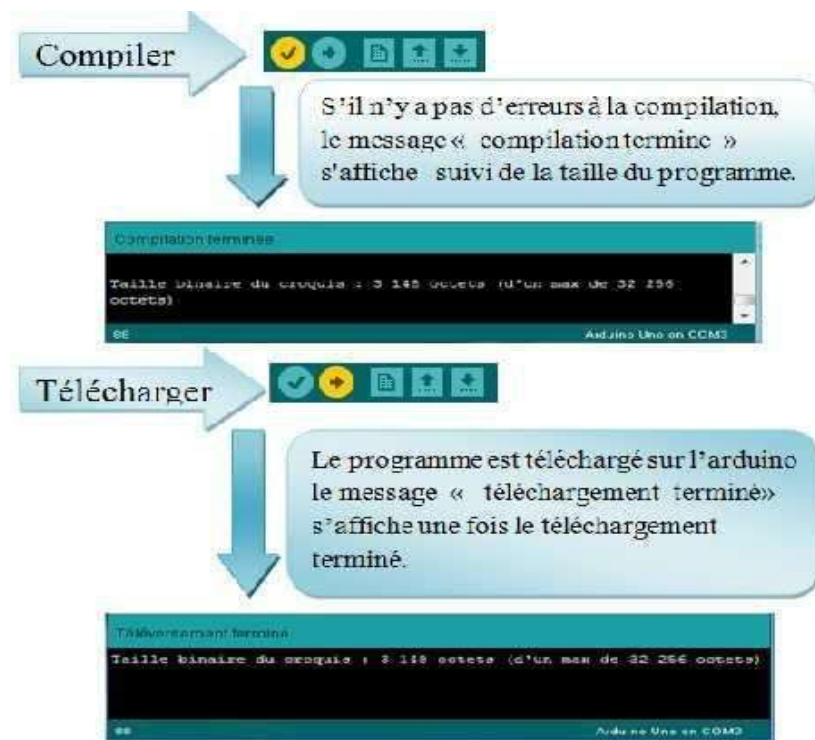 Compiler
S'il n'y a pas d'erreurs à la compilation,
le message « compilation termine »
s'affiche suivi de la taille du programme.
Compilation terminée
Taille binaire du croquis : 3 148 octets (d'un max de 32 256
octets)
Arduino Uno on COM3
Télécharger
Le programme est téléchargé sur l'arduino
le message « téléchargement terminé»
s'affiche une fois le téléchargement
terminé.
Téléversement terminé
Taille binaire du croquis : 3 148 octets (d'un max de 32 256 octets)
Arduino Uno on COM3